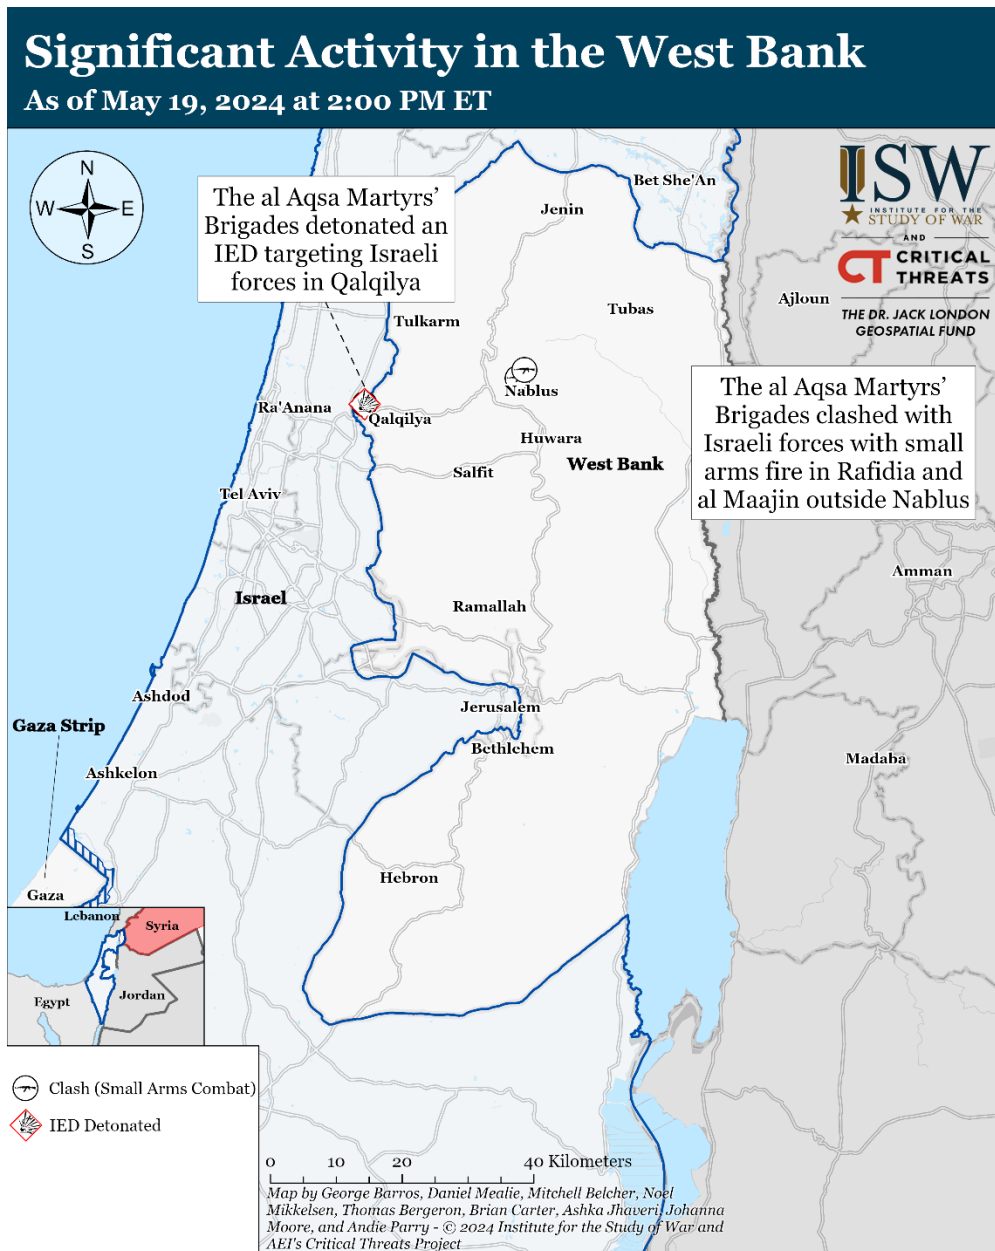 Significant Activity in the West Bank
As of May 19, 2024 at 2:00 PM ET
N
W
E
S
The al Aqsa Martyrs’
Brigades detonated an
IED targeting Israeli
forces in Qalqilya
Bet She'An
Jenin
ISW
INSTITUTE FOR THE
STUDY OF WAR
AND
CT CRITICAL
THREATS
THE DR. JACK LONDON
GEOSPATIAL FUND
Ajloun
Tubas
Tulkarm
Nablus
Ra'Anana
Qalqilya
The al Aqsa Martyrs’
Brigades clashed with
Israeli forces with small
arms fire in Rafidia and
al Maajin outside Nablus
Huwara
West Bank
Salfit
Tel Aviv
Amman
Israel
Ramallah
Ashdod
Jerusalem
Gaza Strip
Bethlehem
Madaba
Ashkelon
Hebron
Gaza
Lebanon
Syria
Egypt
Jordan
Clash (Small Arms Combat)
IED Detonated
0 10 20 40 Kilometers
Map by George Barros, Daniel Mealie, Mitchell Belcher, Noel
Mikkelsen, Thomas Bergeron, Brian Carter, Ashka Jhaveri, Johanna
Moore, and Andie Parry - © 2024 Institute for the Study of War and
AEI's Critical Threats Project